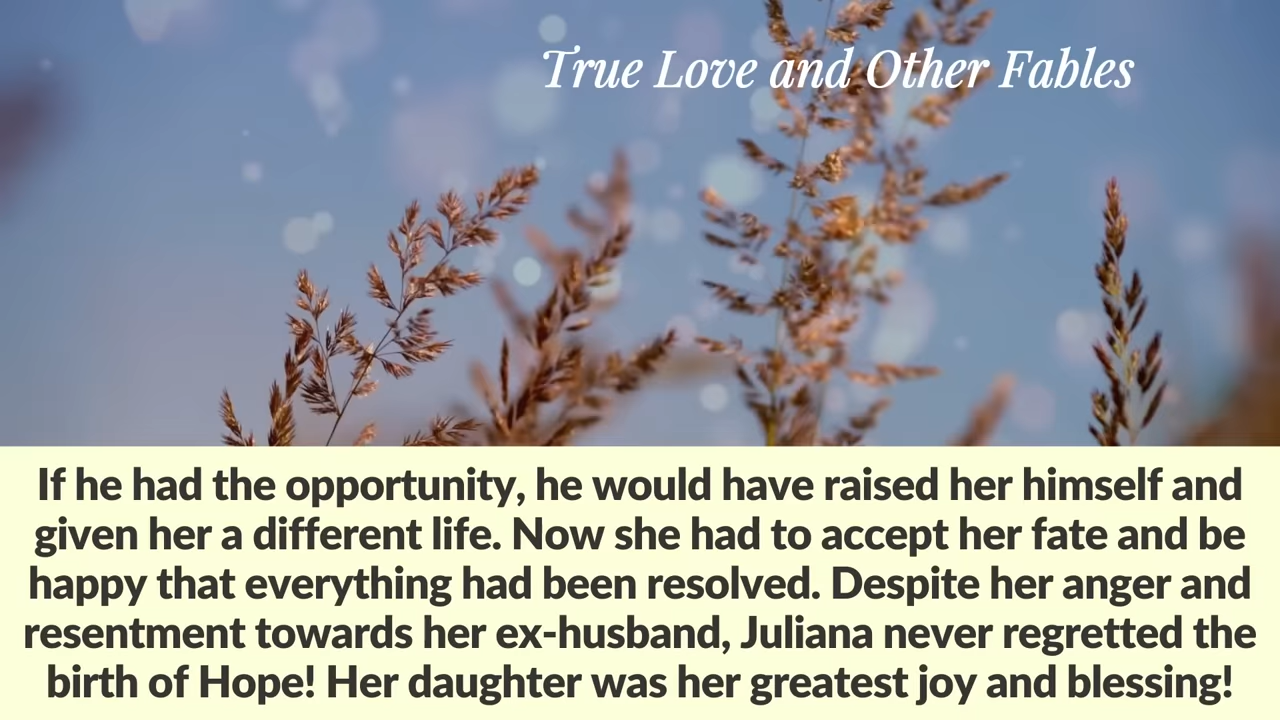 True Love and Other Fables
If he had the opportunity, he would have raised her himself and
given her a different life. Now she had to accept her fate and be
happy that everything had been resolved. Despite her anger and
resentment towards her ex-husband, Juliana never regretted the
birth of Hope! Her daughter was her greatest joy and blessing!